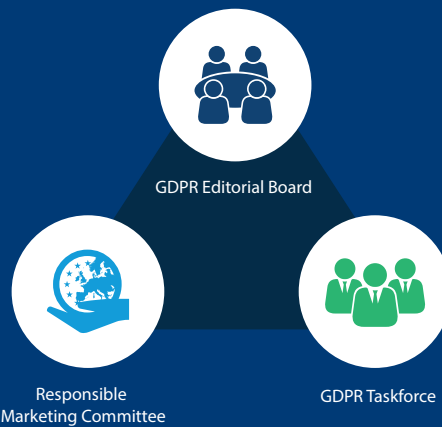 GDPR Editorial Board
Responsible
Marketing Committee
GDPR Taskforce